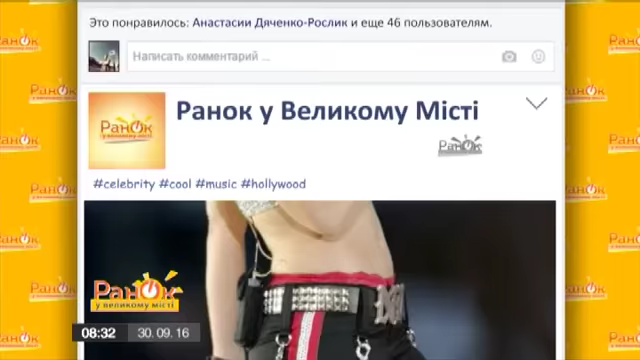 Это понравилось: Анастасии Дяченко-Рослик и еще 46 пользователям.
Написать комментарий ...
Ранок у Великому Місті
Ранок
у великому місті
Ранок
#celebrity #cool #music #hollywood
Ранок
у великому місті
08:32 30.09.16